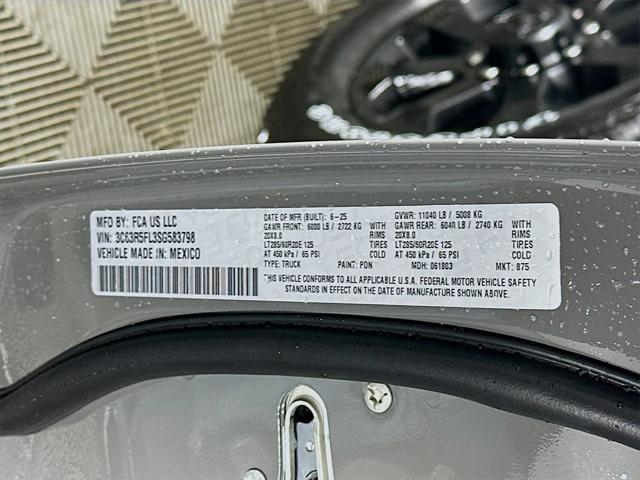 MFD BY: FCA US LLC
VIN: 3C63R5FL3SG583798
VEHICLE MADE IN: MEXICO
DATE OF MFR (BUILT): 6-25
GVWR: 11040 LB / 5008 KG
GAWR FRONT: 6000 LB / 2722 KG WITH
20X8.0 RIMS
LT285/60R20E 125
AT 450 kPa / 65 PSI COLD
GAWR REAR: 6040 LB / 2740 KG WITH
20X8.0 RIMS
LT285/60R20E 125
AT 450 kPa / 65 PSI COLD
TYPE: TRUCK PAINT: PDN MDH: 061803 MKT: 875
THIS VEHICLE CONFORMS TO ALL APPLICABLE U.S.A. FEDERAL MOTOR VEHICLE SAFETY
STANDARDS IN EFFECT ON THE DATE OF MANUFACTURE SHOWN ABOVE.